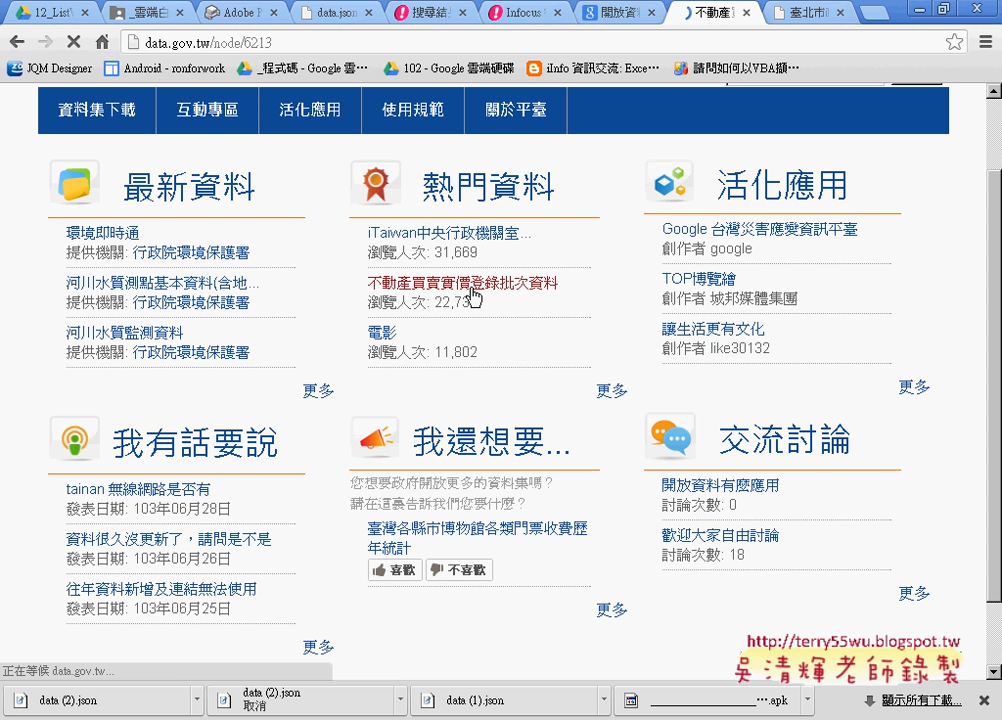 12_List
_雲端白
Adobe P
data.json
搜尋結
Infocus
開放資
不動產
臺北市
data.gov.tw/node/6213
JQM Designer
Android - ronforwork
_程式碼 - Google 雲…
102 - Google 雲端硬碟
iInfo 資訊交流: Exce…
請問如何以VBA擷…
資料集下載
互動專區
活化應用
使用規範
關於平臺
最新資料
環境即時通
提供機關: 行政院環境保護署
河川水質測點基本資料(含地...
提供機關: 行政院環境保護署
河川水質監測資料
提供機關: 行政院環境保護署
更多
熱門資料
iTaiwan中央行政機關室...
瀏覽人次: 31,669
不動產買賣實價登錄批次資料
瀏覽人次: 22,73
電影
瀏覽人次: 11,802
更多
活化應用
Google 台灣災害應變資訊平臺
創作者 google
TOP博覽繪
創作者 城邦媒體集團
讓生活更有文化
創作者 like30132
更多
我有話要說
tainan 無線網路是否有
發表日期: 103年06月28日
資料很久沒更新了，請問是不是
發表日期: 103年06月26日
往年資料新增及連結無法使用
發表日期: 103年06月25日
更多
我還想要...
您想要政府開放更多的資料集嗎？
請在這裏告訴我們您要什麼？
臺灣各縣市博物館各類門票收費歷
年統計
喜歡
不喜歡
更多
交流討論
開放資料有麼應用
討論次數: 0
歡迎大家自由討論
討論次數: 18
更多
http://terry55wu.blogspot.tw
吳清輝老師錄製
正在等候 data.gov.tw...
data (2).json
data (2).json
取消
data (1).json
….apk
顯示所有下載...